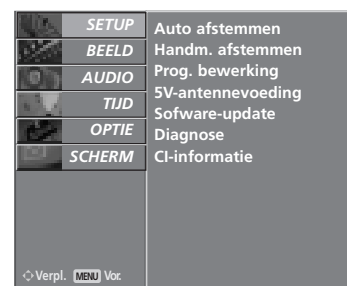 SETUP
BEELD
AUDIO
TIJD
OPTIE
SCHERM
Auto afstemmen
Handm. afstemmen
Prog. bewerking
5V-antennevoeding
Sofware-update
Diagnose
CI-informatie
Verpl. MENU Vor.